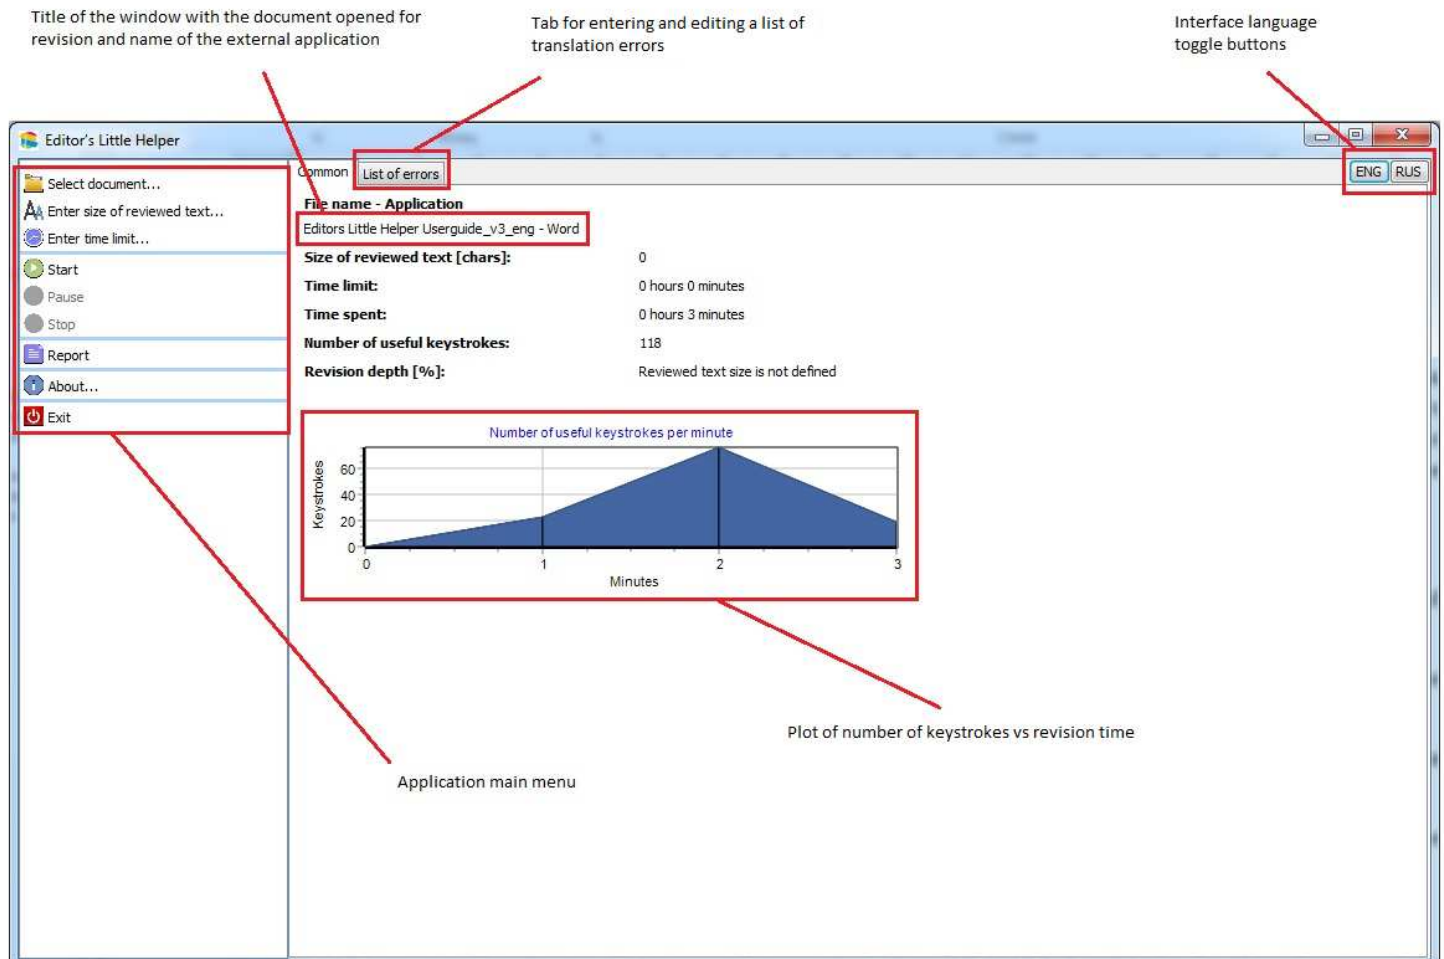 Title of the window with the document opened for
revision and name of the external application
Tab for entering and editing a list of
translation errors
Interface language
toggle buttons
Editor's Little Helper
Select document...
Enter size of reviewed text...
Enter time limit...
Start
Pause
Stop
Report
About...
Exit
Common
List of errors
ENG RUS
File name - Application
Editors Little Helper Userguide_v3_eng - Word
Size of reviewed text [chars]: 0
Time limit: 0 hours 0 minutes
Time spent: 0 hours 3 minutes
Number of useful keystrokes: 118
Revision depth [%]: Reviewed text size is not defined
Number of useful keystrokes per minute
Keystrokes
60
40
20
0
0 1 2 3
Minutes
Plot of number of keystrokes vs revision time
Application main menu